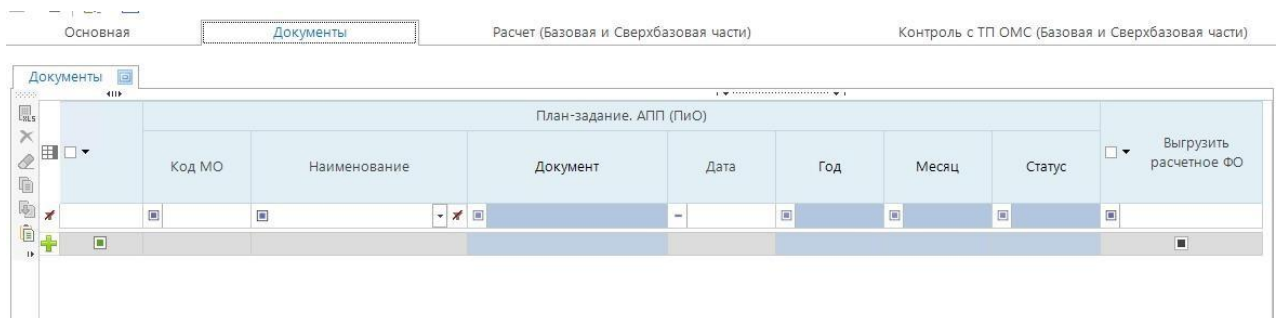 Основная Документы Расчет (Базовая и Сверхбазовая части) Контроль с ТП ОМС (Базовая и Сверхбазовая части)
Документы
План-задание. АПП (ПиО)
Код МО Наименование Документ Дата Год Месяц Статус Выгрузить
расчетное ФО